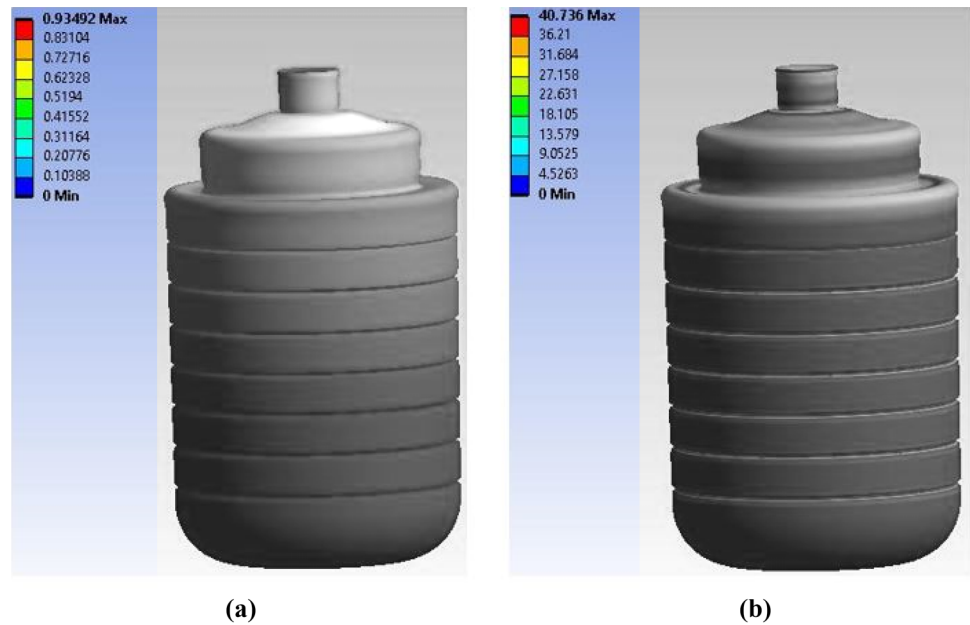 0.93492 Max
0.83104
0.72716
0.62328
0.5194
0.41552
0.31164
0.20776
0.10388
0 Min
40.736 Max
36.21
31.684
27.158
22.631
18.105
13.579
9.0525
4.5263
0 Min
(a)
(b)